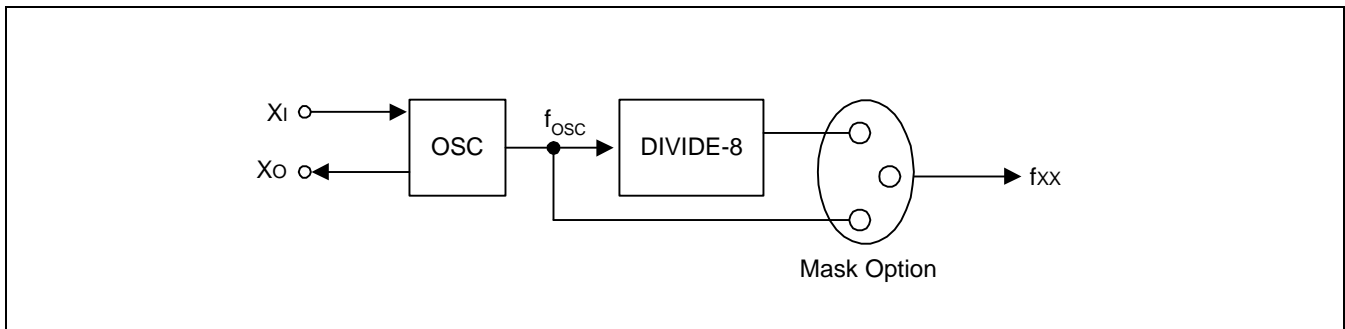 XI
XO
OSC
fOSC
DIVIDE-8
fXX
Mask Option